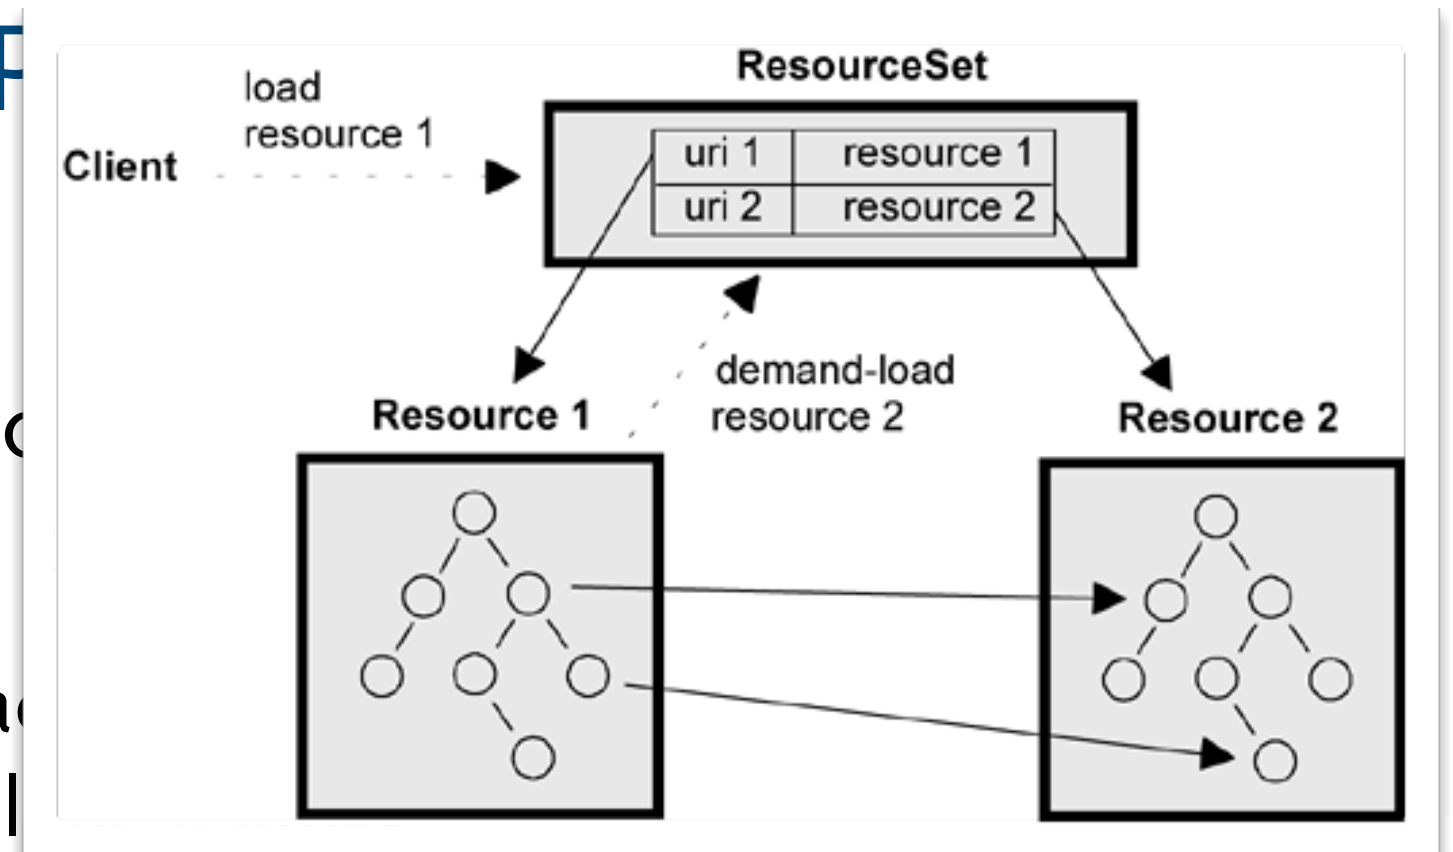 ResourceSet
load
resource 1
Client
uri 1 resource 1
uri 2 resource 2
demand-load
resource 2
Resource 1
Resource 2